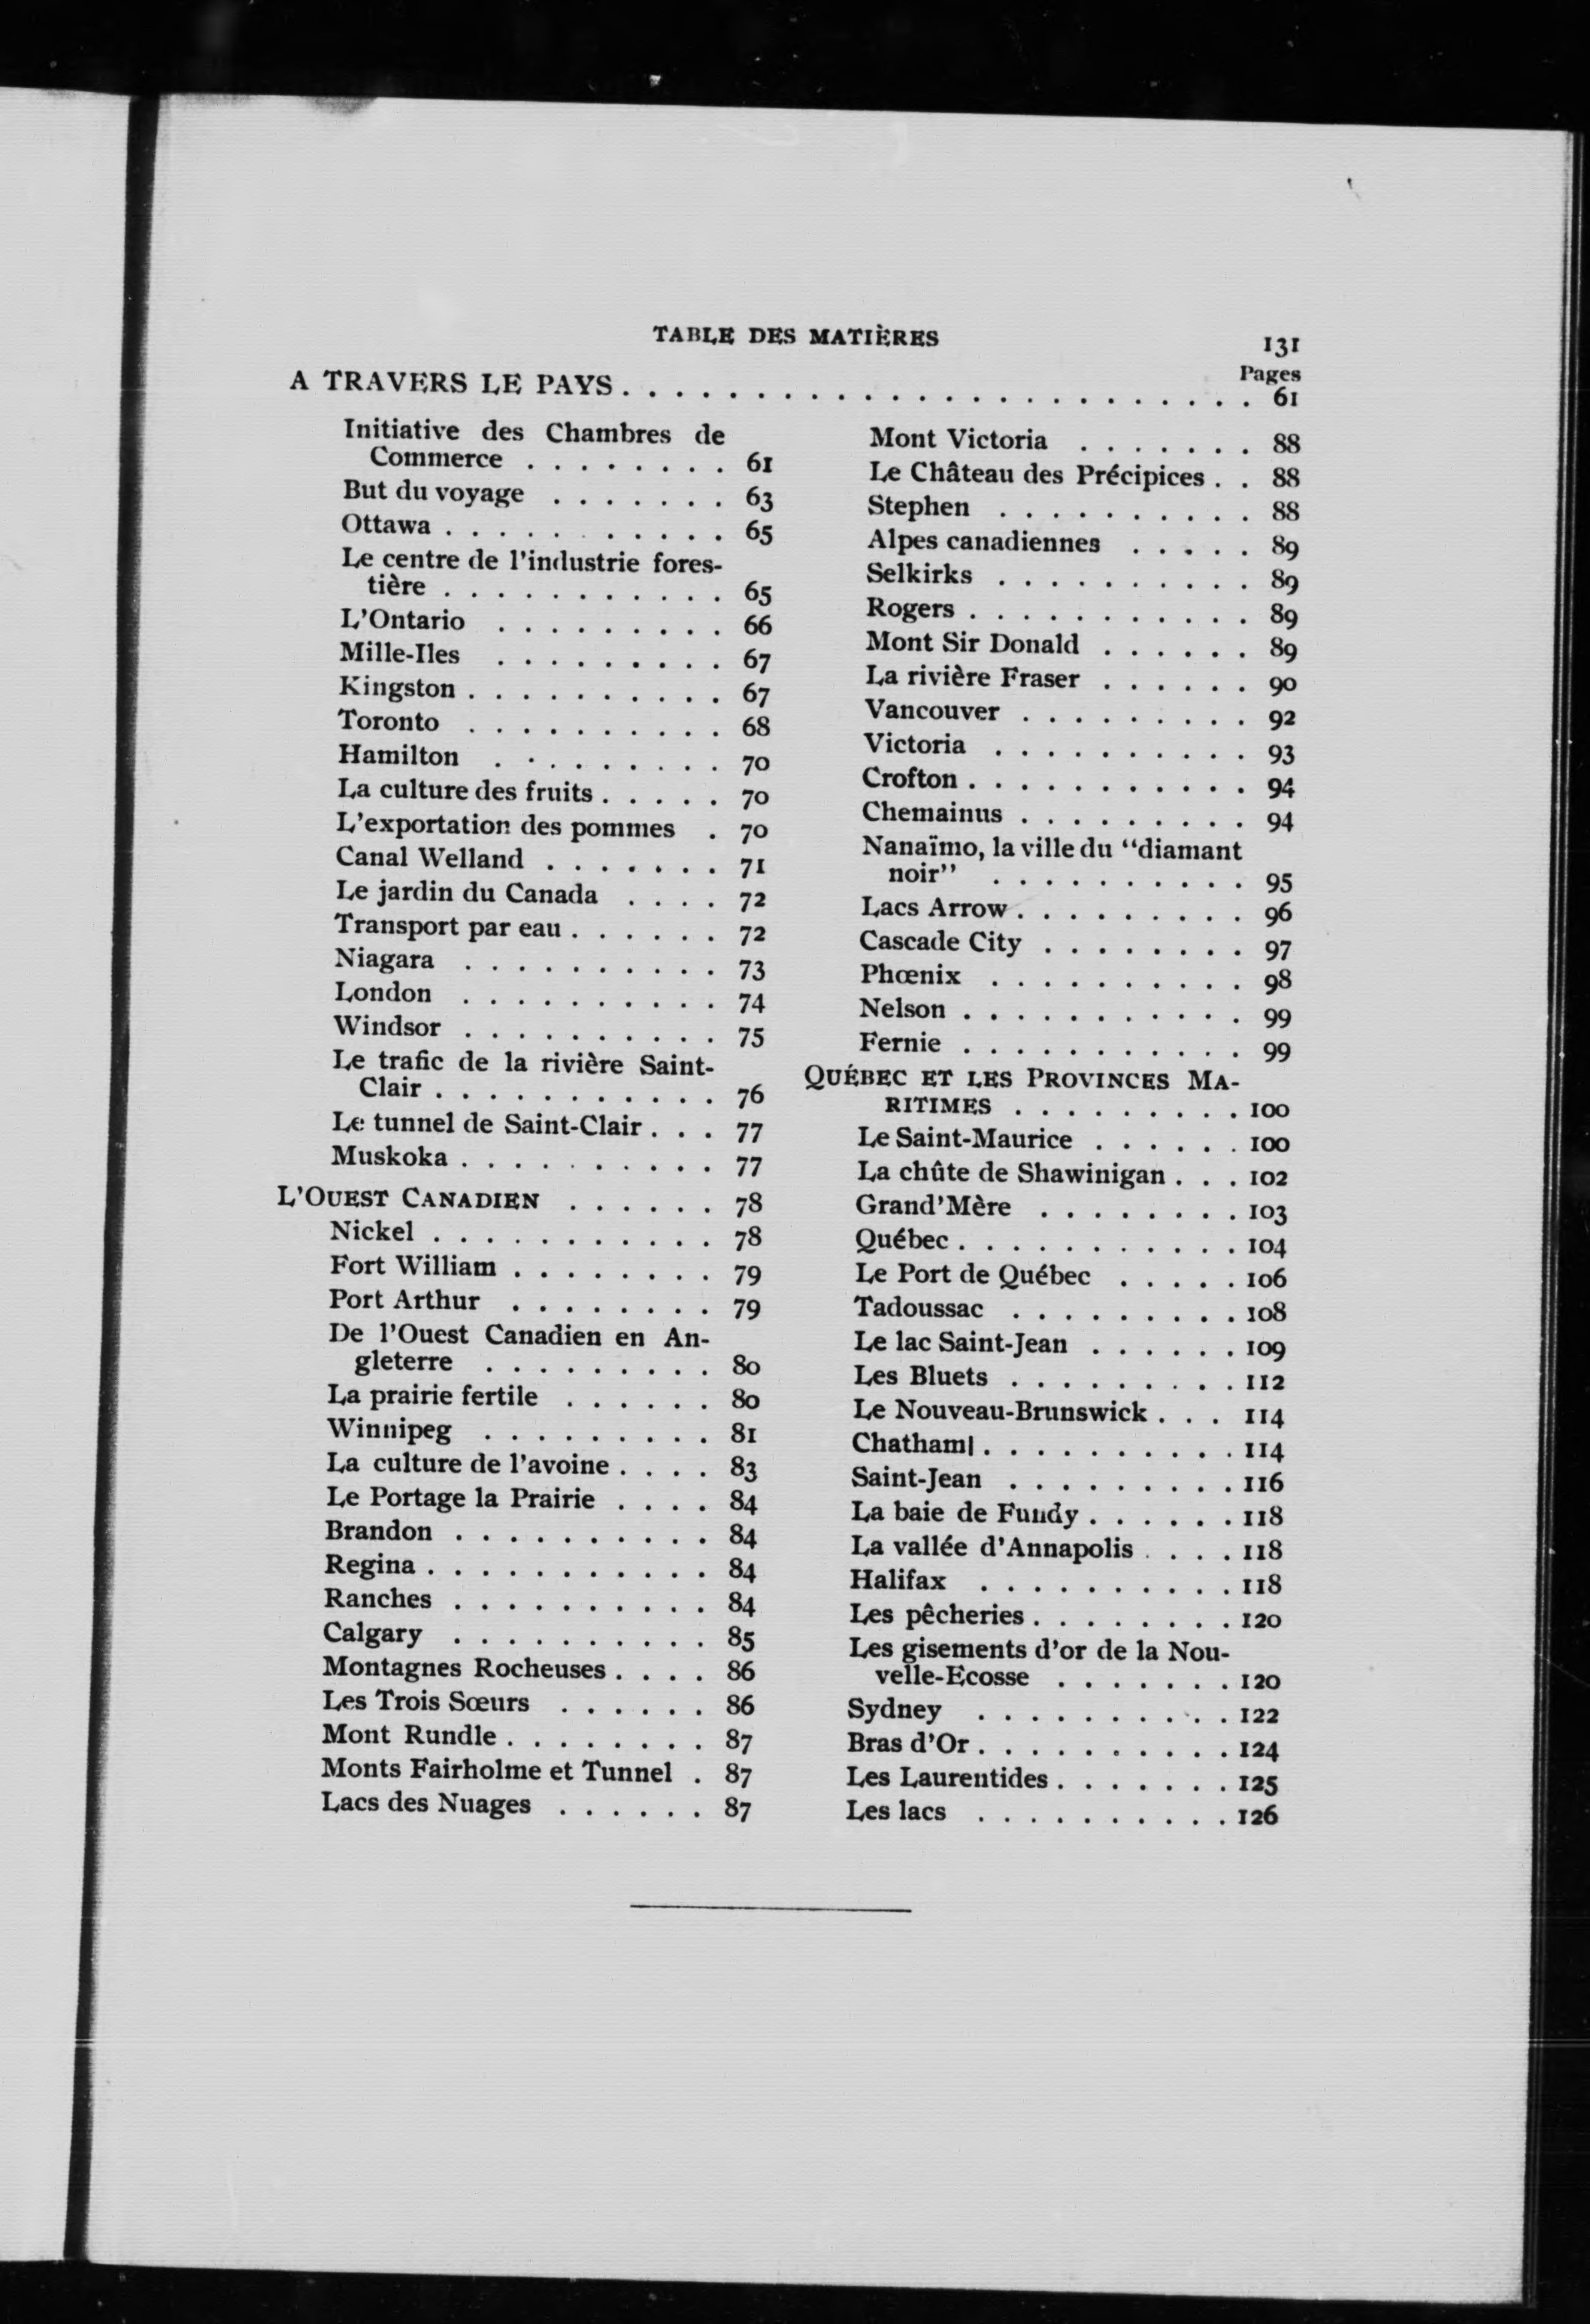 TABLE DES MATIÈRES 131
Pages
A TRAVERS LE PAYS . . . . . . . . . . . . . . . . . . . . . . . . 61
Initiative des Chambres de
Commerce . . . . . . . . 61
But du voyage . . . . . . . 63
Ottawa . . . . . . . . . . . 65
Le centre de l'industrie fores-
tière . . . . . . . . . . . 65
L'Ontario . . . . . . . . . 66
Mille-Iles . . . . . . . . . 67
Kingston . . . . . . . . . . 67
Toronto . . . . . . . . . . 68
Hamilton . . . . . . . . . 70
La culture des fruits . . . . . 70
L'exportation des pommes . 70
Canal Welland . . . . . . . 71
Le jardin du Canada . . . . 72
Transport par eau . . . . . . 72
Niagara . . . . . . . . . . 73
London . . . . . . . . . . 74
Windsor . . . . . . . . . . 75
Le trafic de la rivière Saint-
Clair . . . . . . . . . . . 76
Le tunnel de Saint-Clair . . . 77
Muskoka . . . . . . . . . . 77
L'OUEST CANADIEN . . . . . . 78
Nickel . . . . . . . . . . . 78
Fort William . . . . . . . . 79
Port Arthur . . . . . . . . 79
De l'Ouest Canadien en An-
gleterre . . . . . . . . . 80
La prairie fertile . . . . . . 80
Winnipeg . . . . . . . . . 81
La culture de l'avoine . . . . 83
Le Portage la Prairie . . . . 84
Brandon . . . . . . . . . . 84
Regina . . . . . . . . . . . 84
Ranches . . . . . . . . . . 84
Calgary . . . . . . . . . . 85
Montagnes Rocheuses . . . . 86
Les Trois Sœurs . . . . . . 86
Mont Rundle . . . . . . . . 87
Monts Fairholme et Tunnel . 87
Lacs des Nuages . . . . . . 87
Mont Victoria . . . . . . . 88
Le Château des Précipices . . 88
Stephen . . . . . . . . . . 88
Alpes canadiennes . . . . . 89
Selkirks . . . . . . . . . . 89
Rogers . . . . . . . . . . . 89
Mont Sir Donald . . . . . . 89
La rivière Fraser . . . . . . 90
Vancouver . . . . . . . . . 92
Victoria . . . . . . . . . . 93
Crofton . . . . . . . . . . . 94
Chemainus . . . . . . . . . 94
Nanaïmo, la ville du "diamant
noir" . . . . . . . . . . 95
Lacs Arrow . . . . . . . . . 96
Cascade City . . . . . . . . 97
Phœnix . . . . . . . . . . 98
Nelson . . . . . . . . . . . 99
Fernie . . . . . . . . . . . 99
QUÉBEC ET LES PROVINCES MA-
RITIMES . . . . . . . . . 100
Le Saint-Maurice . . . . . . 100
La chûte de Shawinigan . . . 102
Grand'Mère . . . . . . . . 103
Québec . . . . . . . . . . . 104
Le Port de Québec . . . . . 106
Tadoussac . . . . . . . . . 108
Le lac Saint-Jean . . . . . . 109
Les Bluets . . . . . . . . . 112
Le Nouveau-Brunswick . . . 114
Chatham| . . . . . . . . . . 114
Saint-Jean . . . . . . . . . 116
La baie de Fundy . . . . . . 118
La vallée d'Annapolis . . . . 118
Halifax . . . . . . . . . . 118
Les pêcheries . . . . . . . . 120
Les gisements d'or de la Nou-
velle-Ecosse . . . . . . . 120
Sydney . . . . . . . . . . 122
Bras d'Or . . . . . . . . . . 124
Les Laurentides . . . . . . . 125
Les lacs . . . . . . . . . . 126